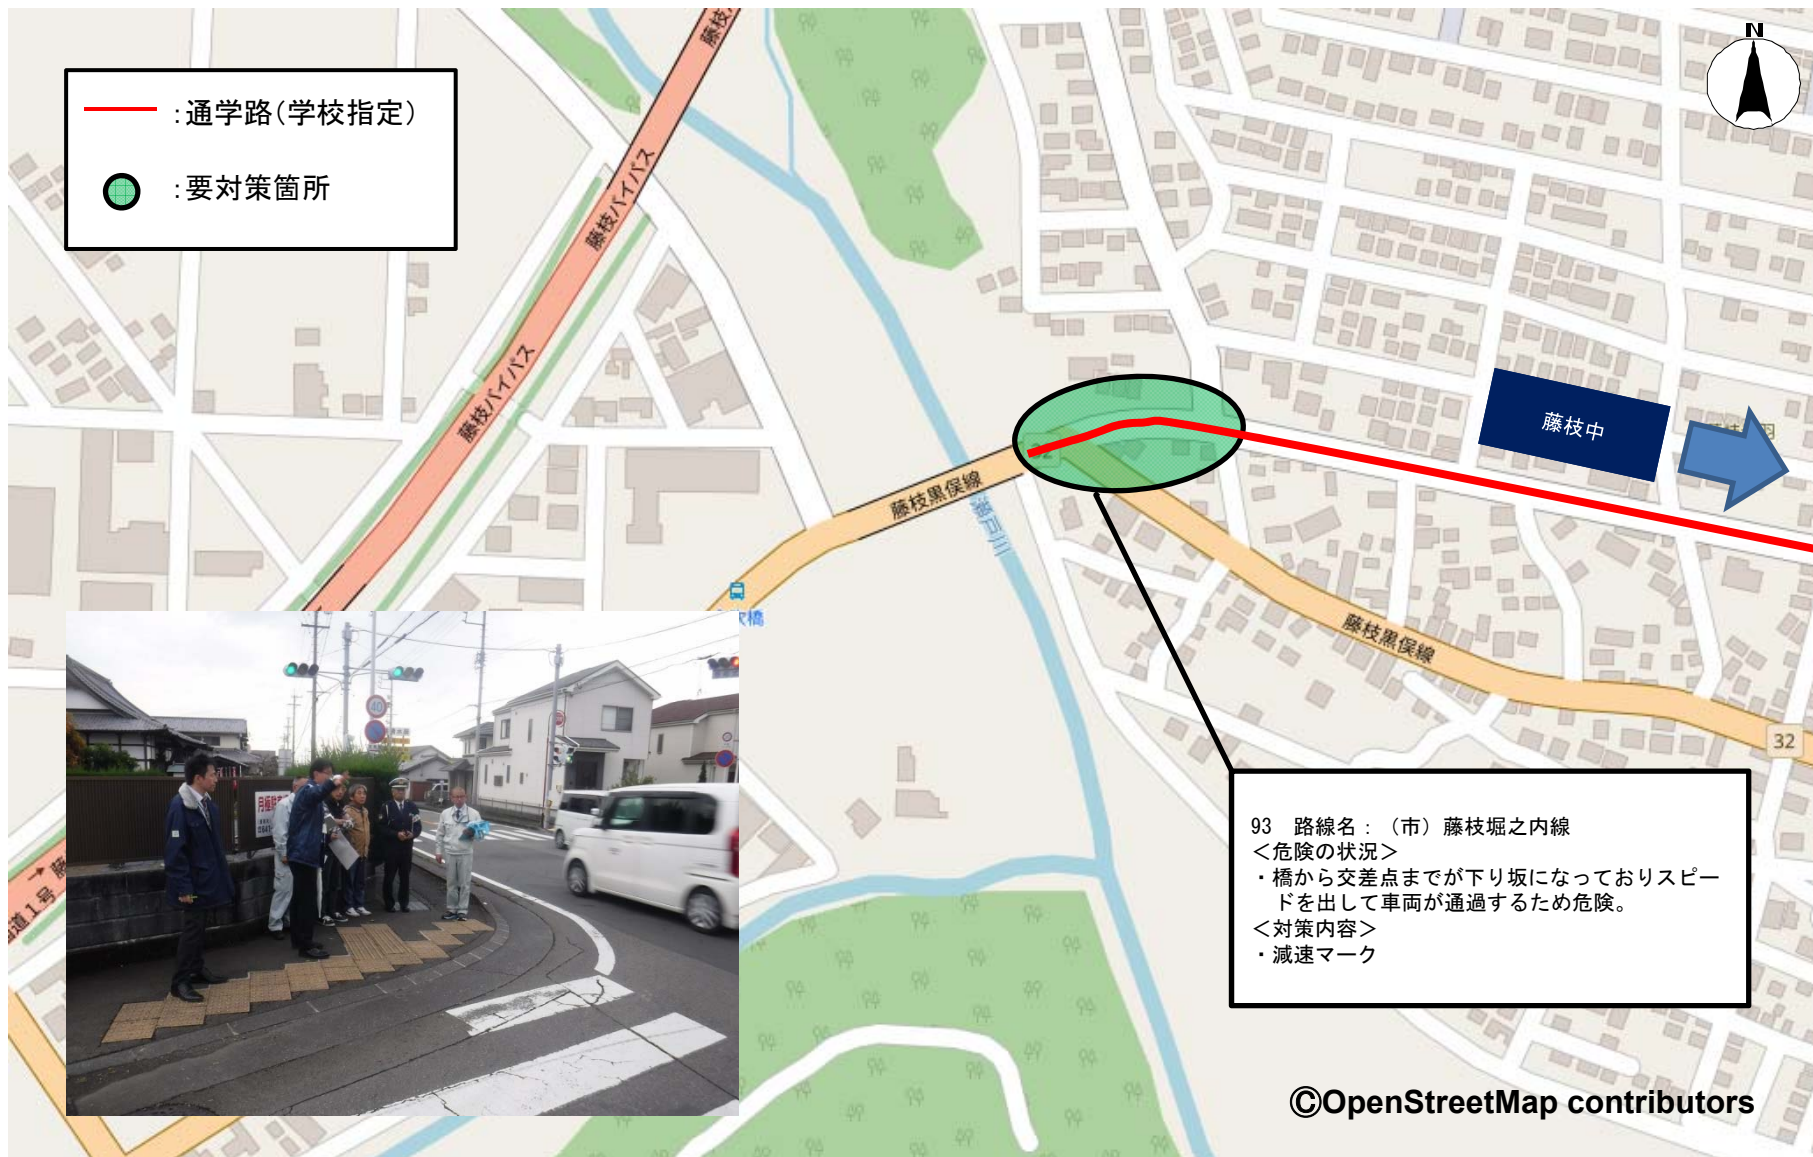 N
:通学路(学校指定)
:要対策箇所
藤枝バイパス
藤枝バイパス
藤枝黒俣線
瀬戸川
32
藤枝中
藤枝黒俣線
32
40
93 路線名：（市）藤枝堀之内線
＜危険の状況＞
・橋から交差点までが下り坂になっておりスピー
ドを出して車両が通過するため危険。
＜対策内容＞
・減速マーク
©OpenStreetMap contributors